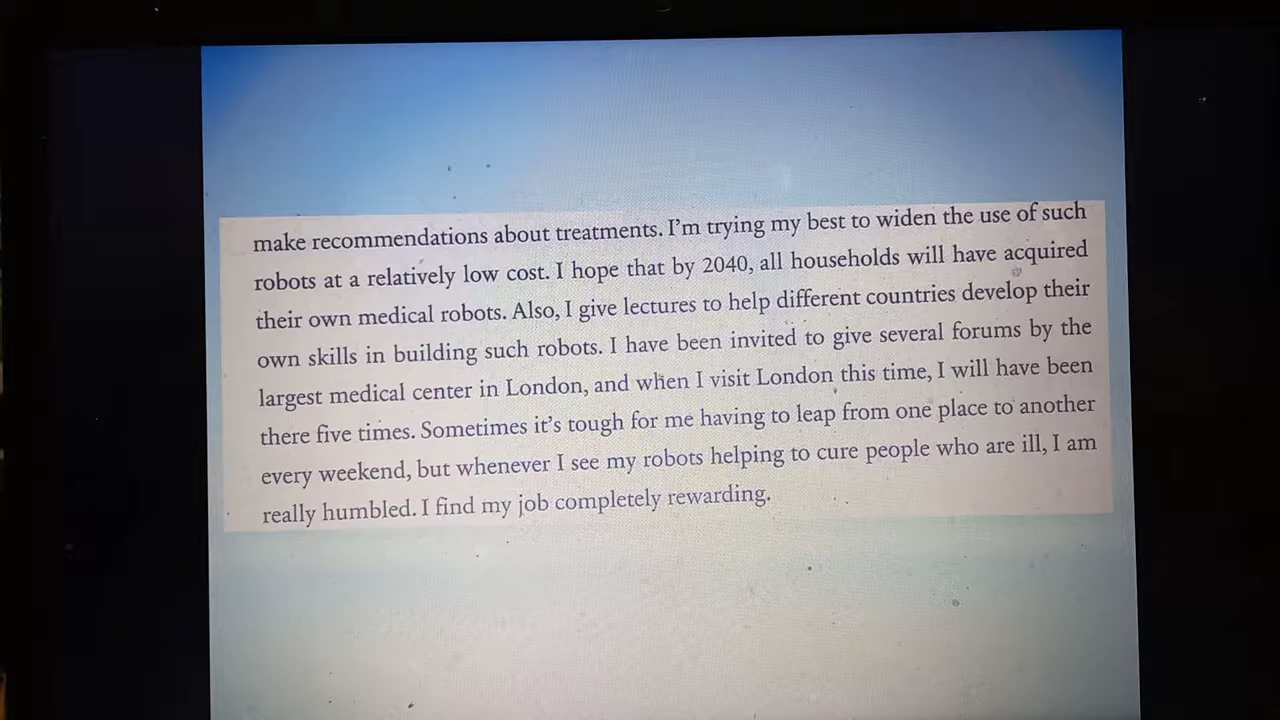 make recommendations about treatments. I'm trying my best to widen the use of such
robots at a relatively low cost. I hope that by 2040, all households will have acquired
their own medical robots. Also, I give lectures to help different countries develop their
own skills in building such robots. I have been invited to give several forums by the
largest medical center in London, and when I visit London this time, I will have been
there five times. Sometimes it's tough for me having to leap from one place to another
every weekend, but whenever I see my robots helping to cure people who are ill, I am
really humbled. I find my job completely rewarding.